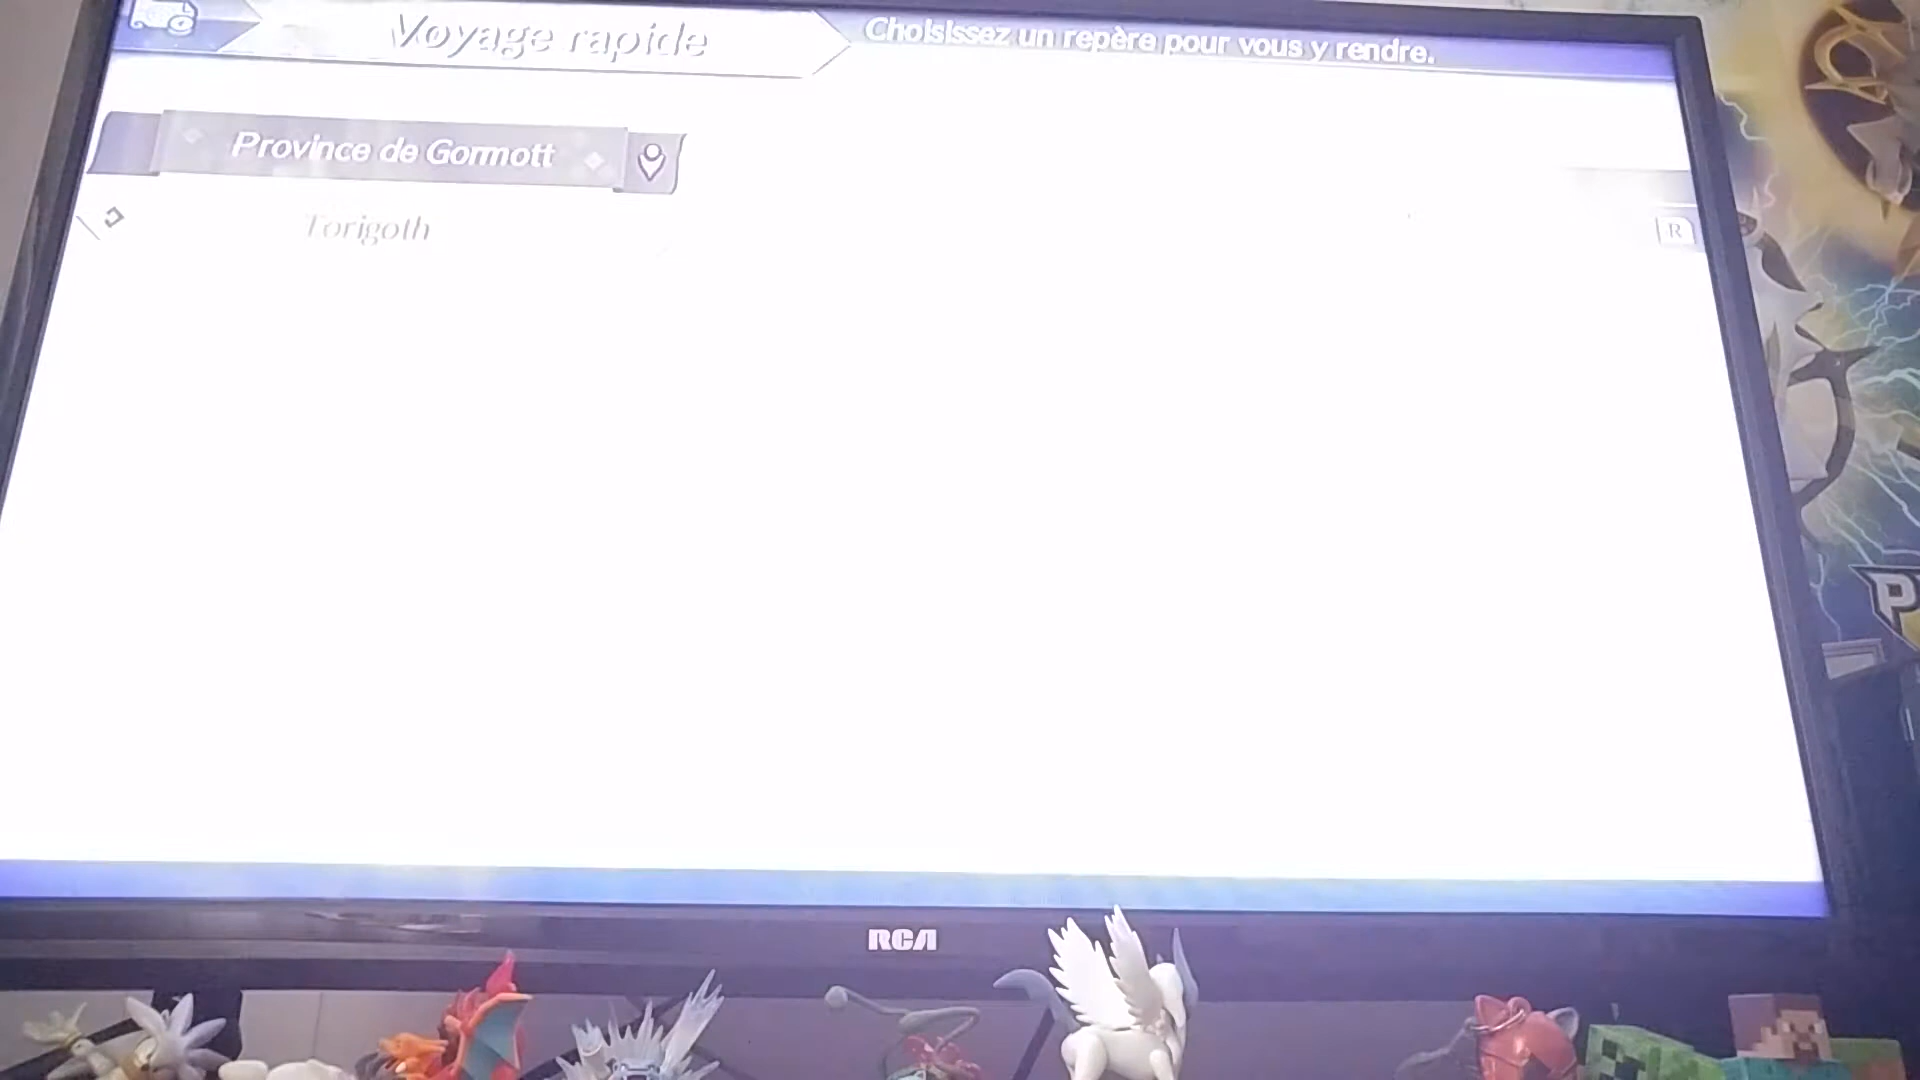 Voyage rapide
Choisissez un repère pour vous y rendre.
Province de Gormott
Torigoth
R
RCA